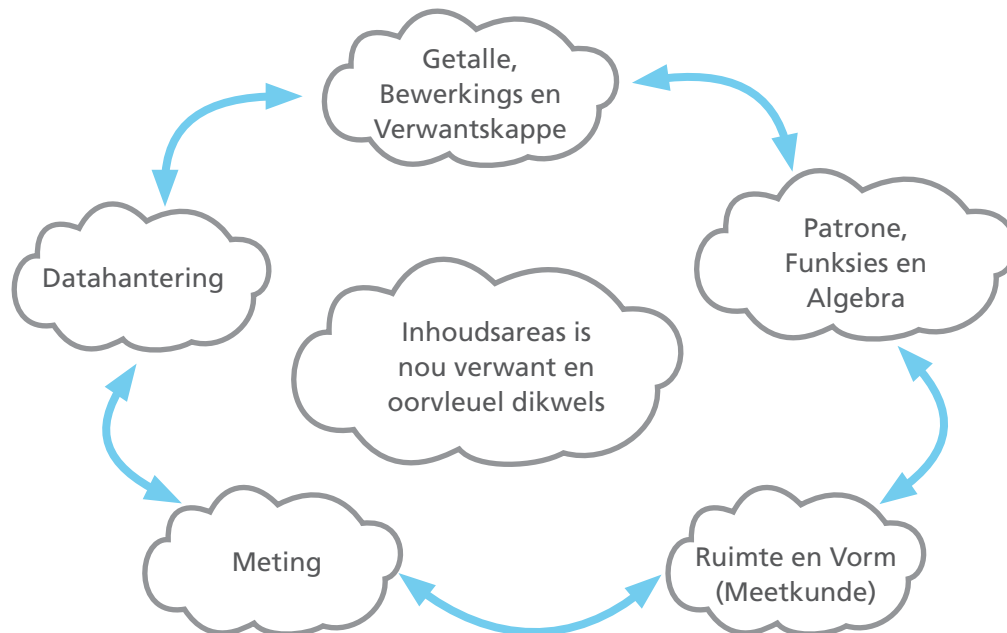 Getalle,
Bewerkings en
Verwantskappe
Patrone,
Funksies en
Algebra
Datahantering
Inhoudsareas is
nou verwant en
oorvleuel dikwels
Meting
Ruimte en Vorm
(Meetkunde)